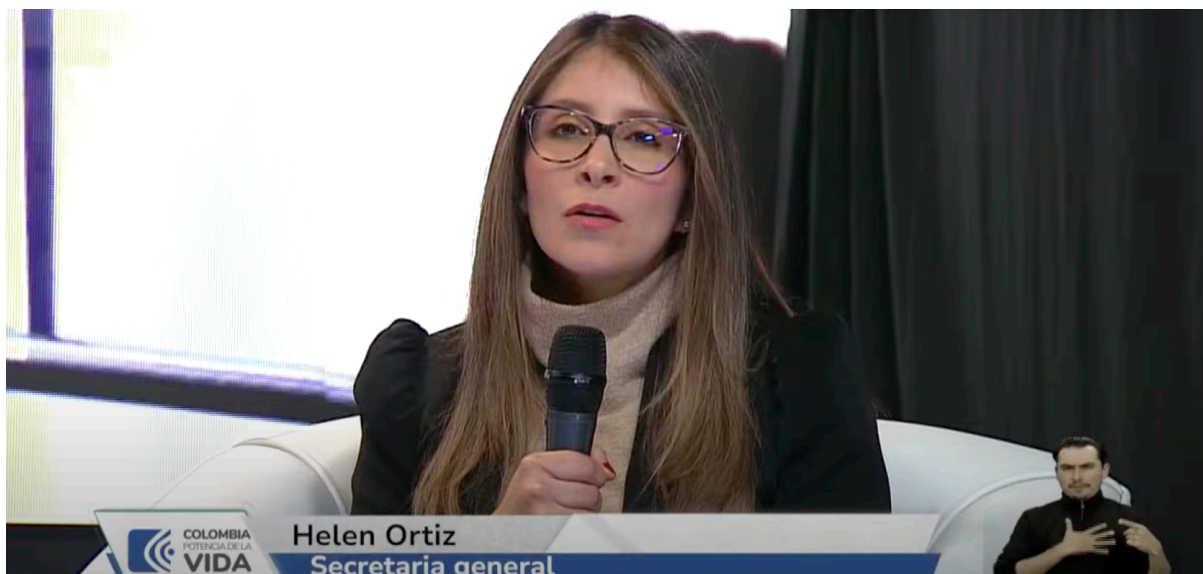 COLOMBIA
POTENCIA DE LA
VIDA
Helen Ortiz
Secretaria general